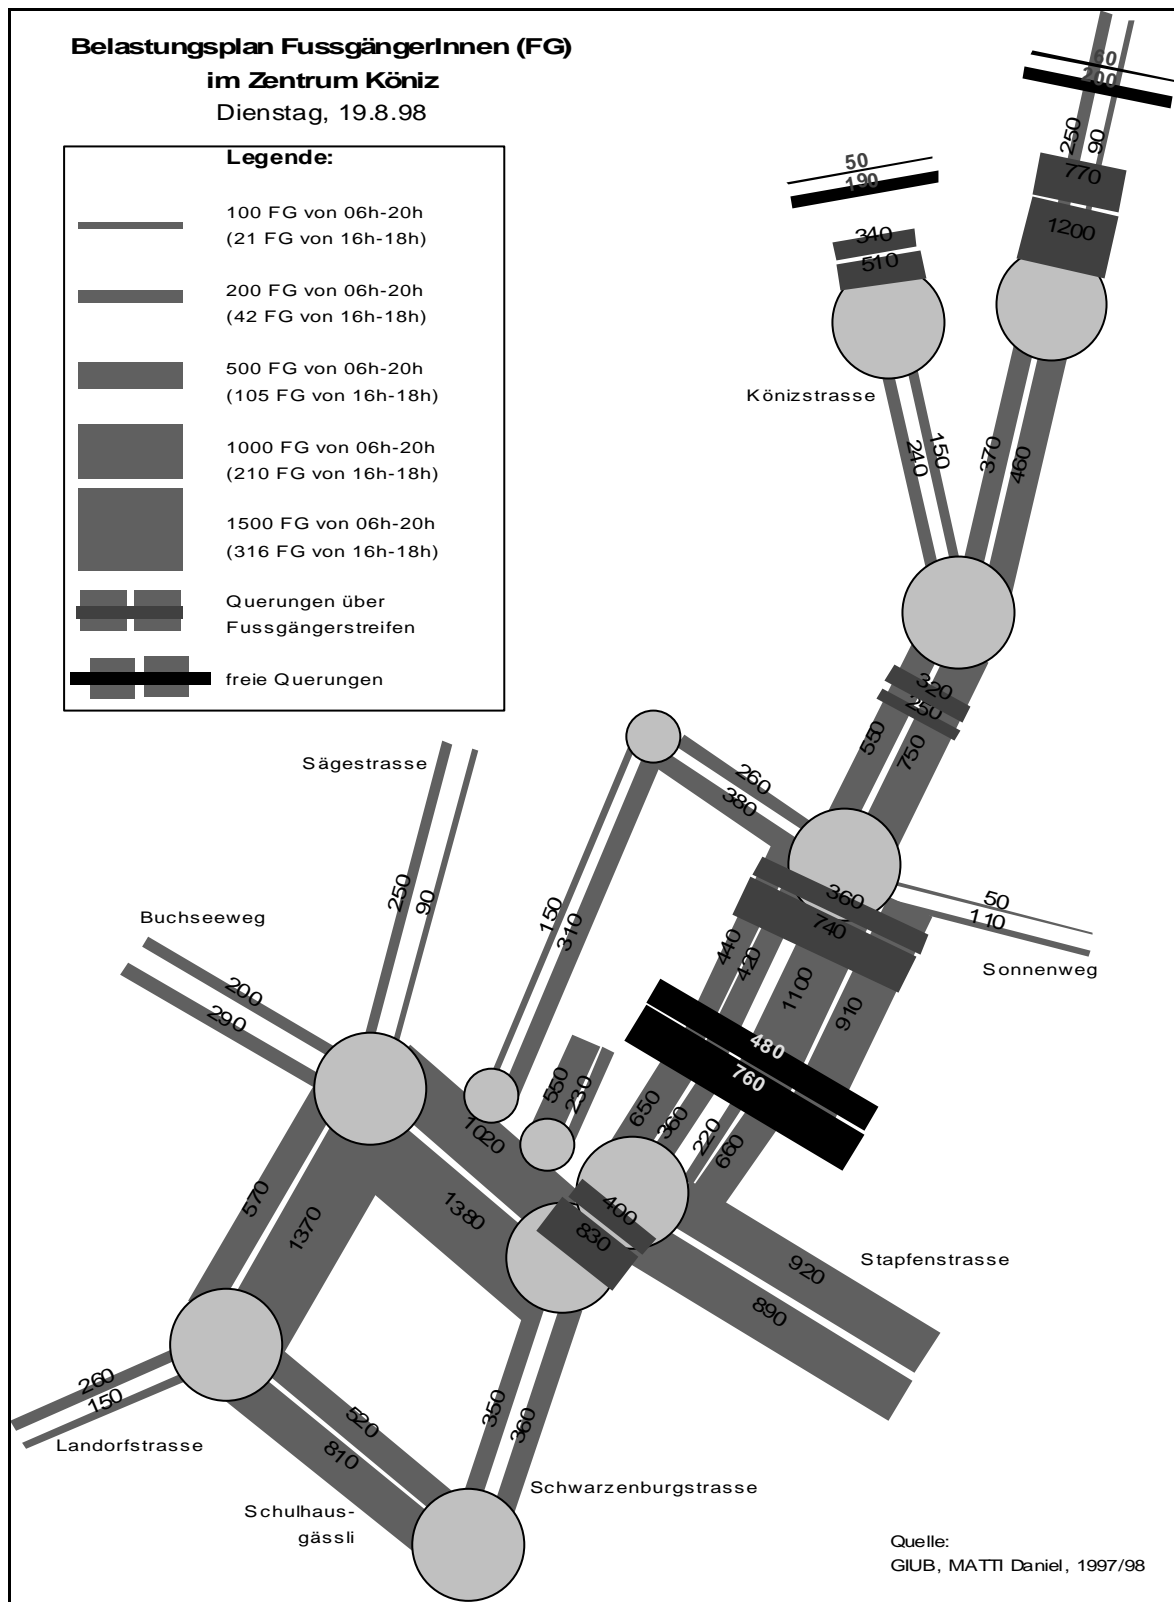 Belastungsplan FussgängerInnen (FG)
im Zentrum Köniz
Dienstag, 19.8.98
Legende:
100 FG von 06h-20h
(21 FG von 16h-18h)
200 FG von 06h-20h
(42 FG von 16h-18h)
500 FG von 06h-20h
(105 FG von 16h-18h)
1000 FG von 06h-20h
(210 FG von 16h-18h)
1500 FG von 06h-20h
(316 FG von 16h-18h)
Querungen über
Fussgängerstreifen
freie Querungen
60
200
250
90
770
1200
50
190
340
510
Könizstrasse
240
150
370
460
320
250
550
750
260
380
Sägestrasse
250
90
Buchseeweg
200
290
150
310
360
740
50
110
Sonnenweg
440
420
1100
910
480
760
550
230
650
360
220
660
1020
1380
400
830
570
1370
920
890
Stapfenstrasse
260
150
Landorfstrasse
520
810
350
360
Schulhaus-
gässli
Schwarzenburgstrasse
Quelle:
GIUB, MATTI Daniel, 1997/98